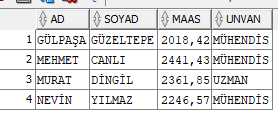 AD SOYAD MAAS UNVAN
1 GÜLPAŞA GÜZELTEPE 2018,42 MÜHENDİS
2 MEHMET CANLI 2441,43 MÜHENDİS
3 MURAT DİNGİL 2361,85 UZMAN
4 NEVİN YILMAZ 2246,57 MÜHENDİS